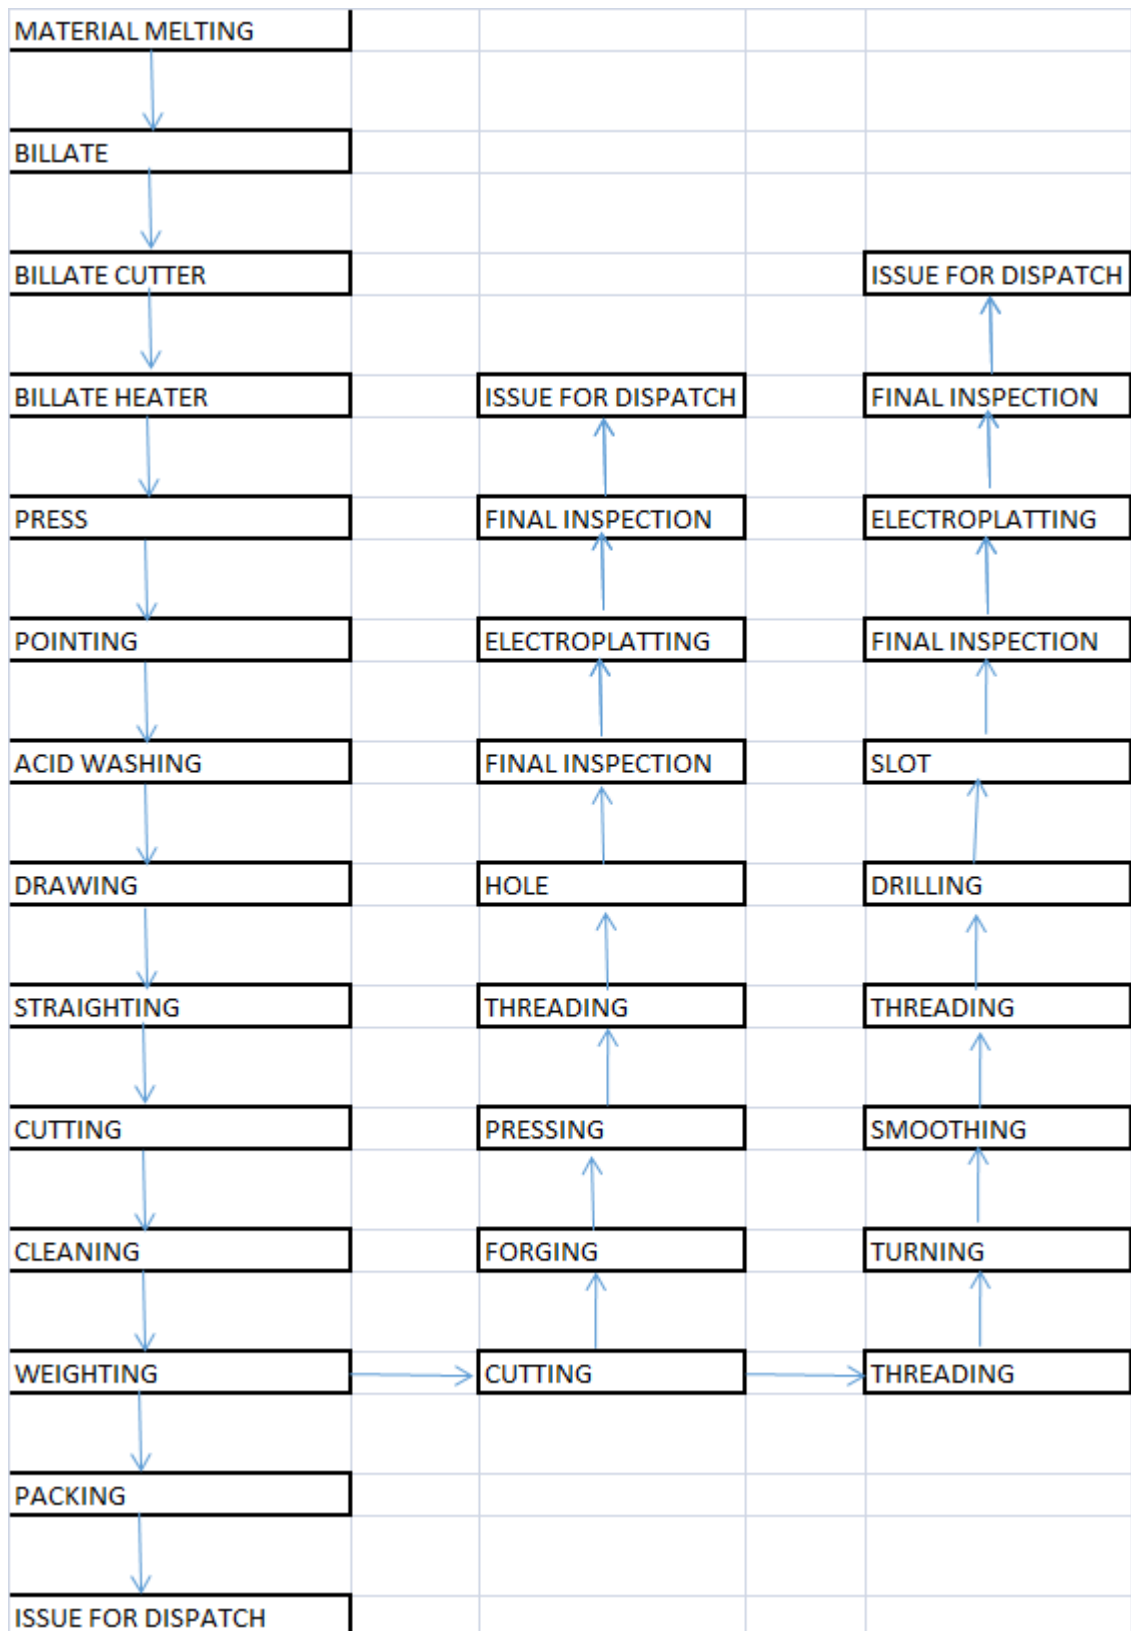 MATERIAL MELTING
BILLATE
BILLATE CUTTER
ISSUE FOR DISPATCH
BILLATE HEATER
ISSUE FOR DISPATCH
FINAL INSPECTION
PRESS
FINAL INSPECTION
ELECTROPLATTING
POINTING
ELECTROPLATTING
FINAL INSPECTION
ACID WASHING
FINAL INSPECTION
SLOT
DRAWING
HOLE
DRILLING
STRAIGHTING
THREADING
THREADING
CUTTING
PRESSING
SMOOTHING
CLEANING
FORGING
TURNING
WEIGHTING
CUTTING
THREADING
PACKING
ISSUE FOR DISPATCH